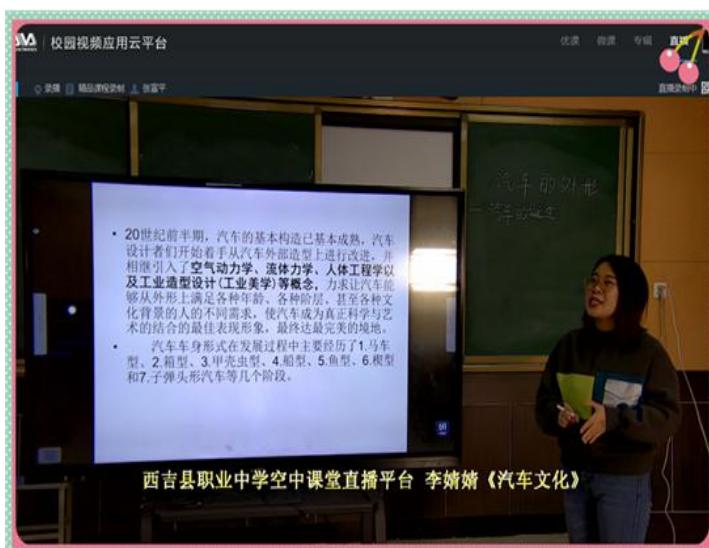 校园视频应用云平台
优课 微课 专辑 直播
录播 精品课程录制 张富平
直播录制中
汽车的外形
一 汽车的诞生
• 20世纪前半期，汽车的基本构造已基本成熟，汽车
设计者们开始着手从汽车外部造型上进行改进，并
相继引入了空气动力学、流体力学、人体工程学以
及工业造型设计(工业美学)等概念，力求让汽车能
够从外形上满足各种年龄、各种阶层、甚至各种文
化背景的人的不同需求，使汽车成为真正科学与艺
术的结合的最佳表现形象，最终达最完美的境地。
• 汽车车身形式在发展过程中主要经历了1.马车
型、2.箱型、3.甲壳虫型、4.船型、5.鱼型、6.楔型
和7.子弹头形汽车等几个阶段。
西吉县职业中学空中课堂直播平台 李婧婧《汽车文化》